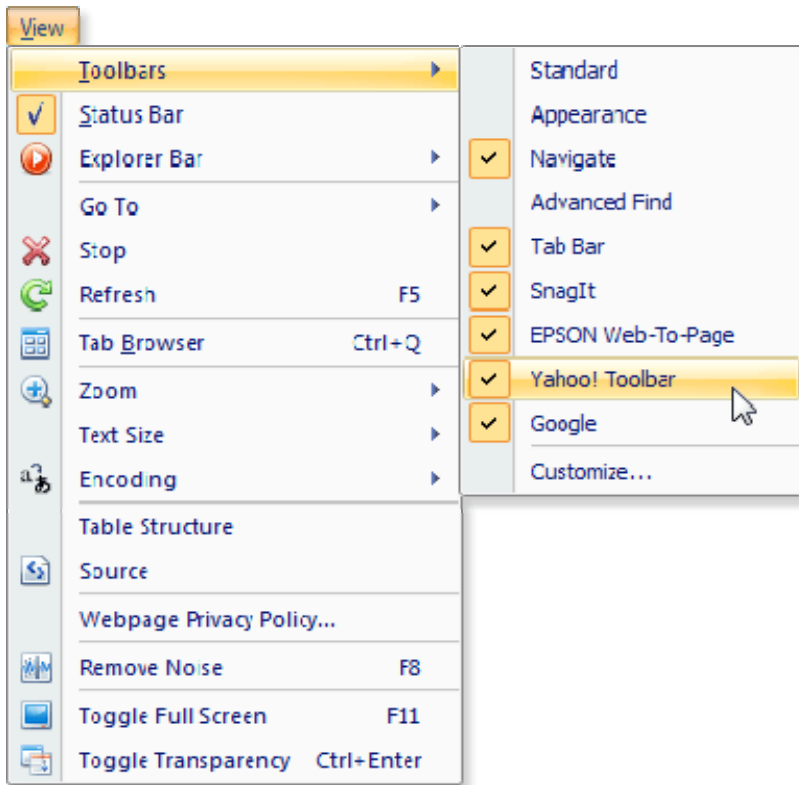 View
Toolbars
Status Bar
Explorer Bar
Go To
Stop
Refresh F5
Tab Browser Ctrl+Q
Zoom
Text Size
Encoding
Table Structure
Source
Webpage Privacy Policy...
Remove Noise F8
Toggle Full Screen F11
Toggle Transparency Ctrl+Enter
Standard
Appearance
Navigate
Advanced Find
Tab Bar
SnagIt
EPSON Web-To-Page
Yahoo! Toolbar
Google
Customize...